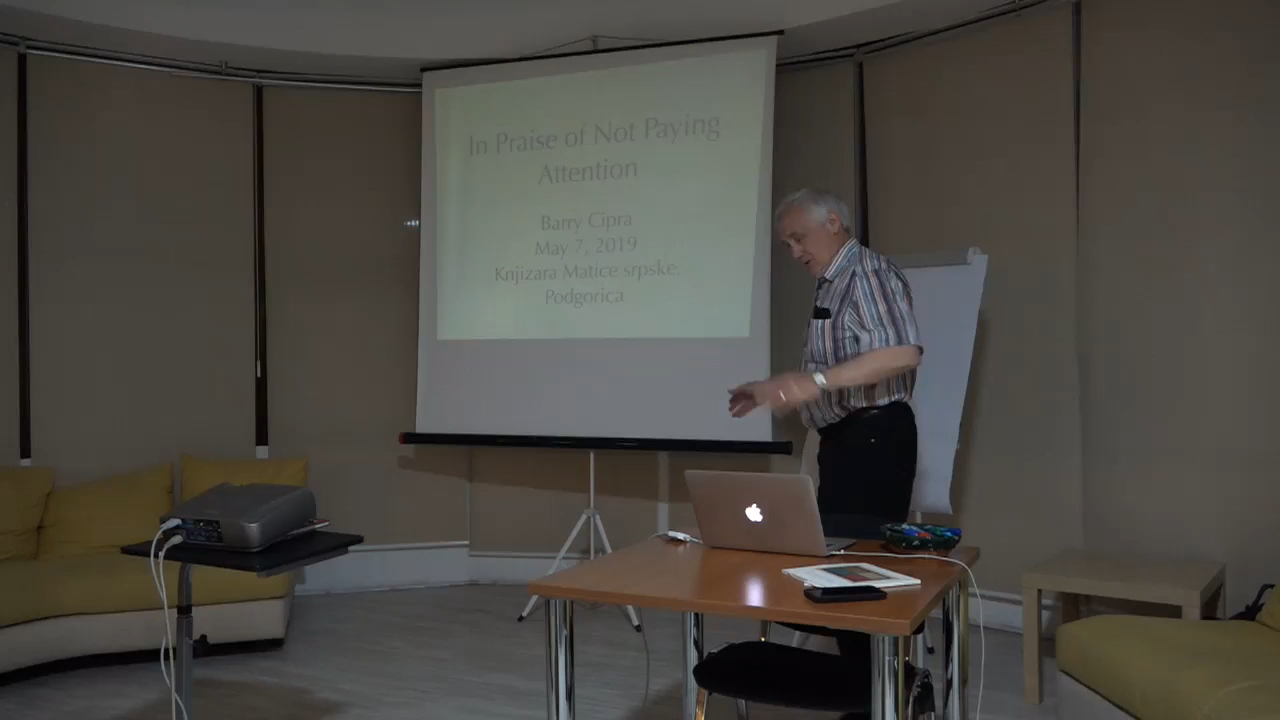 In Praise of Not Paying
Attention
Barry Cipra
May 7, 2019
Knjizara Matice srpske,
Podgorica